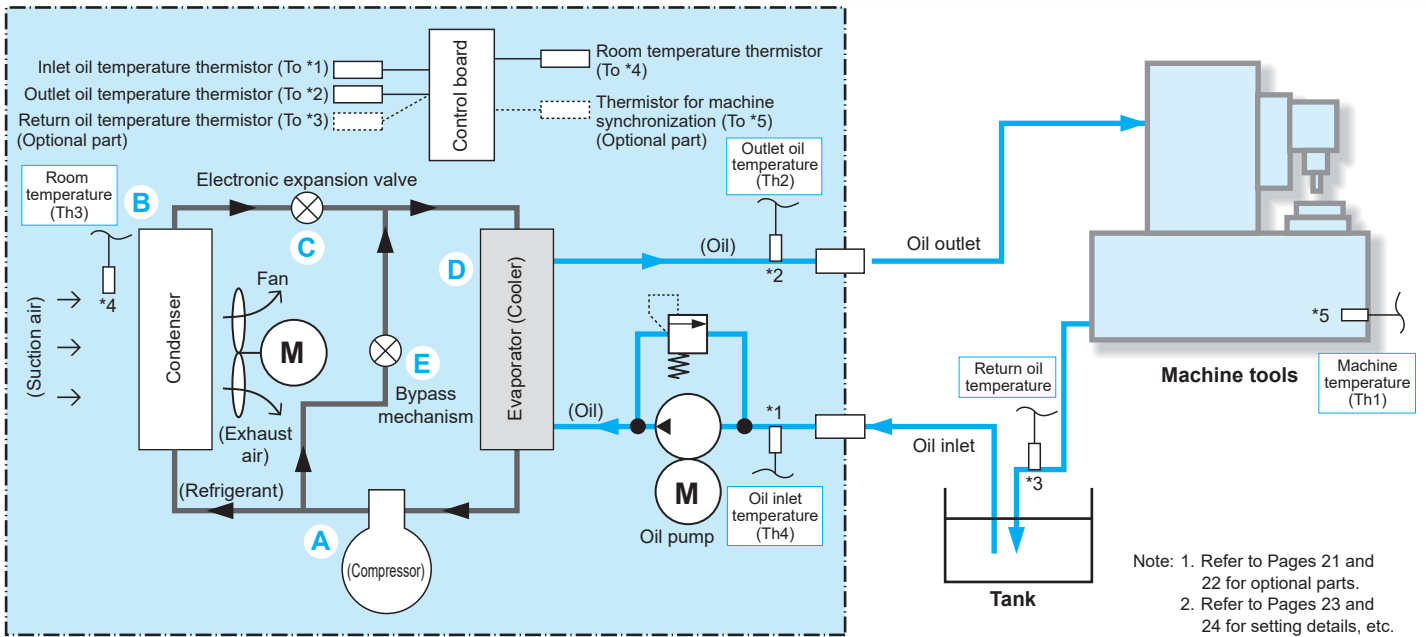 Inlet oil temperature thermistor (To *1)
Outlet oil temperature thermistor (To *2)
Return oil temperature thermistor (To *3)
(Optional part)
Control board
Room temperature thermistor
(To *4)
Thermistor for machine
synchronization (To *5)
(Optional part)
Room
temperature
(Th3)
B
Electronic expansion valve
C
Outlet oil
temperature
(Th2)
*4
(Suction air)
Condenser
Fan
M
(Exhaust
air)
E
Bypass
mechanism
D
Evaporator (Cooler)
(Oil)
*2
Oil outlet
(Oil)
*1
Oil inlet
M
Oil pump
Oil inlet
temperature
(Th4)
(Refrigerant)
A
(Compressor)
*5
Machine tools
Machine
temperature
(Th1)
Return oil
temperature
*3
Tank
Note: 1. Refer to Pages 21 and
22 for optional parts.
2. Refer to Pages 23 and
24 for setting details, etc.